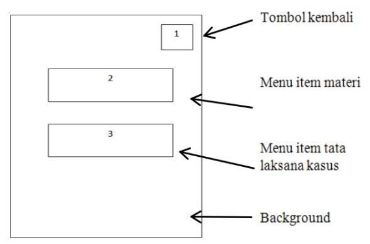 Tombol kembali
1
2
Menu item materi
3
Menu item tata
laksana kasus
Background